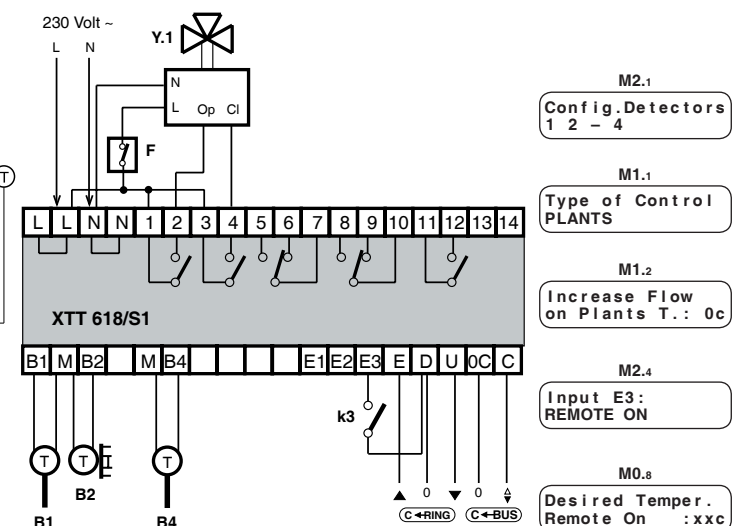 230 Volt ~
L N
Y.1
N
L Op Cl
F
T
L L N N 1 2 3 4 5 6 7 8 9 10 11 12 13 14
XTT 618/S1
B1 M B2 M B4 E1 E2 E3 E D U 0C C
k3
T T T
B2
B1 B4
0 0
C RING C BUS
M2.1
Config.Detectors
1 2 – 4
M1.1
Type of Control
PLANTS
M1.2
Increase Flow
on Plants T.: 0c
M2.4
Input E3:
REMOTE ON
M0.8
Desired Temper.
Remote On :xxc